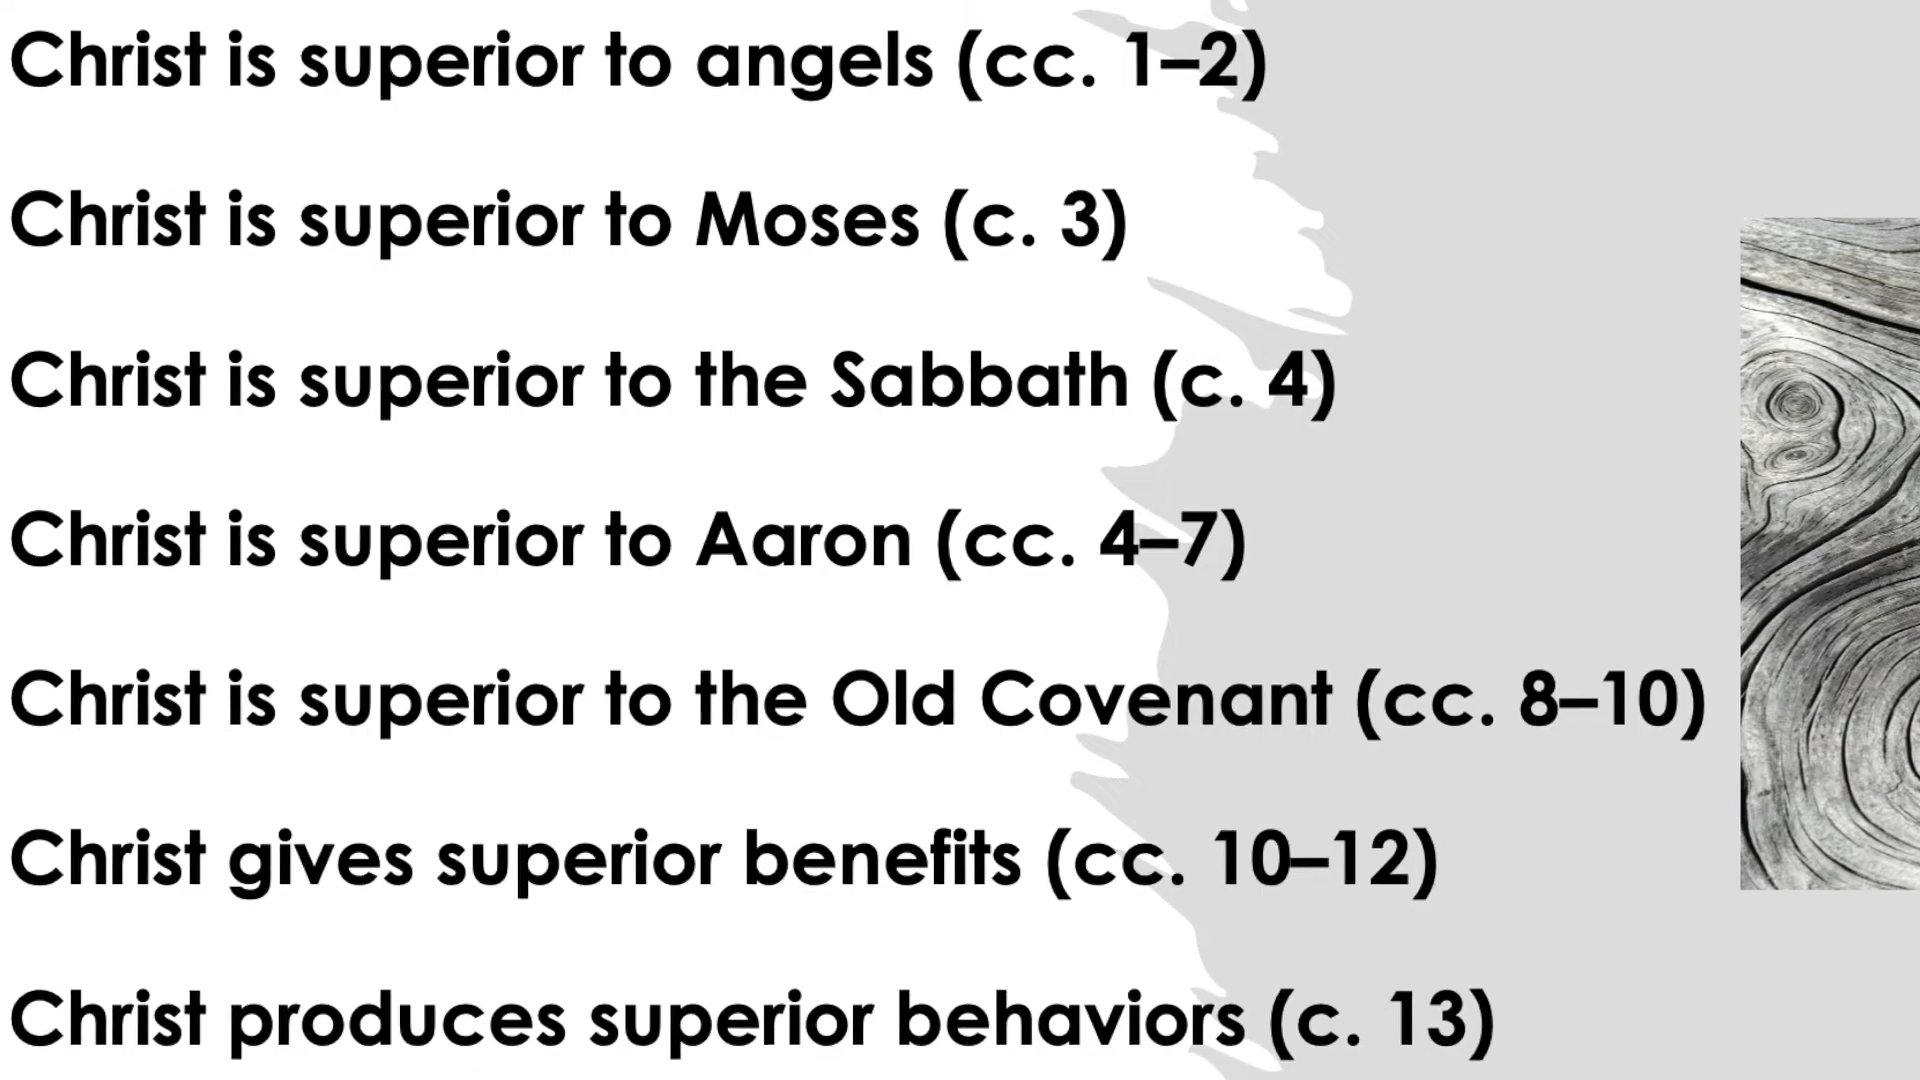 Christ is superior to angels (cc. 1–2)
Christ is superior to Moses (c. 3)
Christ is superior to the Sabbath (c. 4)
Christ is superior to Aaron (cc. 4–7)
Christ is superior to the Old Covenant (cc. 8–10)
Christ gives superior benefits (cc. 10–12)
Christ produces superior behaviors (c. 13)